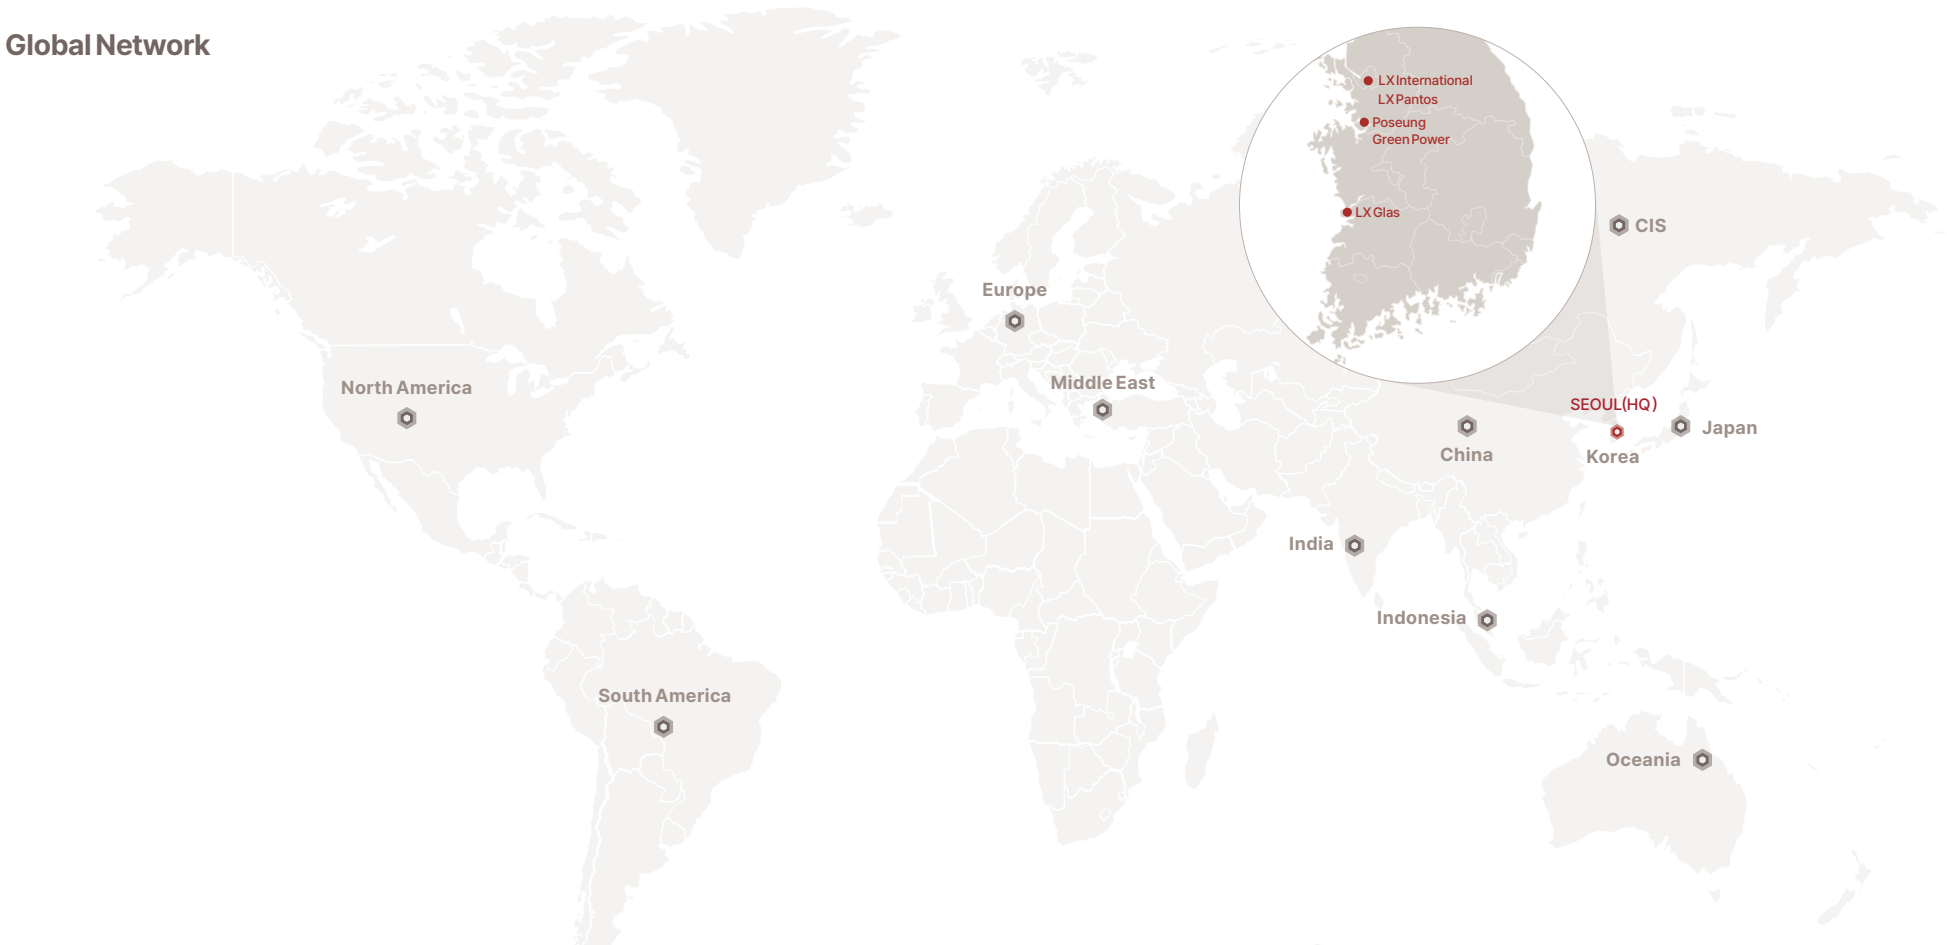 Global Network
LX International
LX Pantos
Poseung
Green Power
LX Glas
CIS
Europe
Middle East
North America
SEOUL(HQ)
Japan
China
Korea
India
Indonesia
South America
Oceania